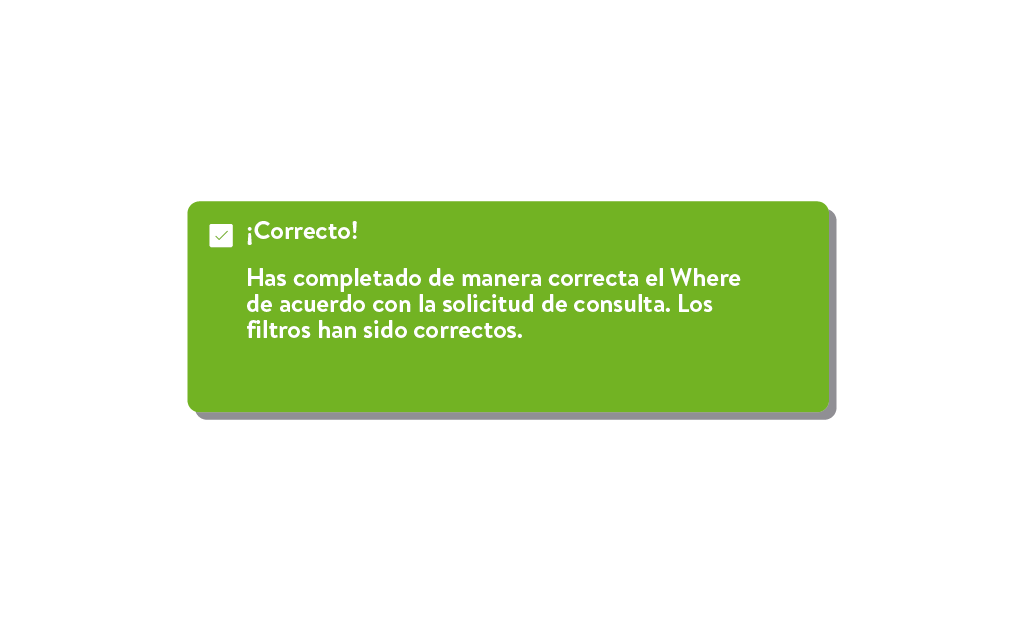 ¡Correcto!
Has completado de manera correcta el Where
de acuerdo con la solicitud de consulta. Los
filtros han sido correctos.